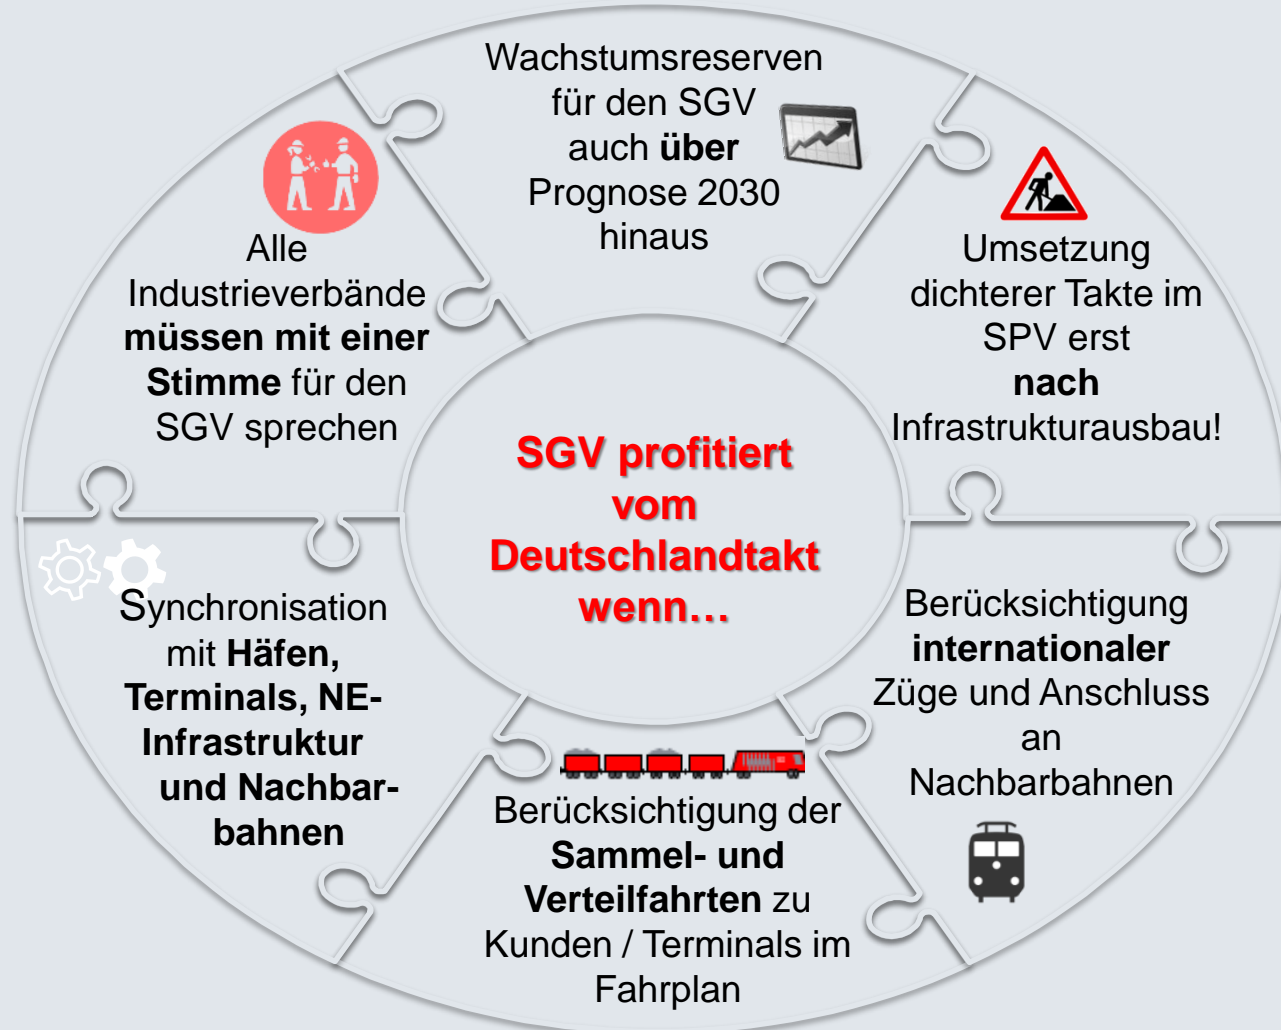 Wachstumsreserven
für den SGV
auch über
Prognose 2030
hinaus
Alle
Industrieverbände
müssen mit einer
Stimme für den
SGV sprechen
Umsetzung
dichterer Takte im
SPV erst
nach
Infrastrukturausbau!
SGV profitiert
vom
Deutschlandtakt
wenn…
Synchronisation
mit Häfen,
Terminals, NE-
Infrastruktur
und Nachbar-
bahnen
Berücksichtigung der
Sammel- und
Verteilfahrten zu
Kunden / Terminals im
Fahrplan
Berücksichtigung
internationaler
Züge und Anschluss
an
Nachbarbahnen